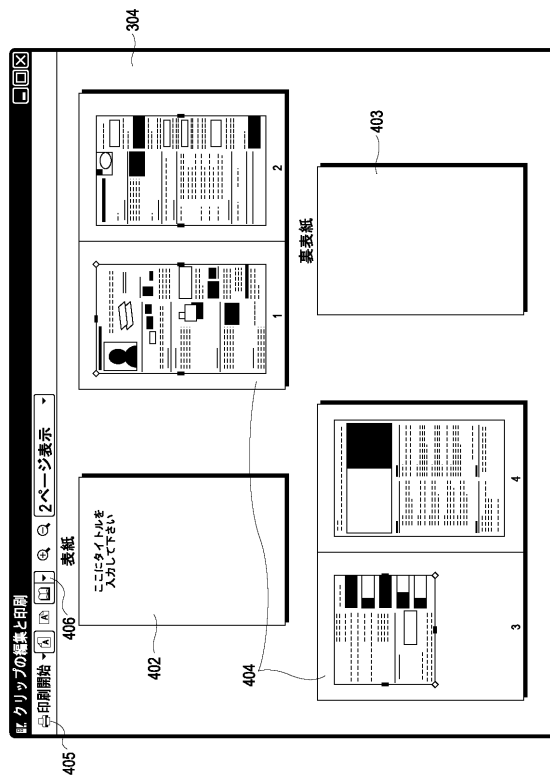 クリップの編集と印刷
印刷開始
A
A
2ページ表示
405
406
304
表紙
ここにタイトルを
入力して下さい
402
1
2
404
3
4
裏表紙
403